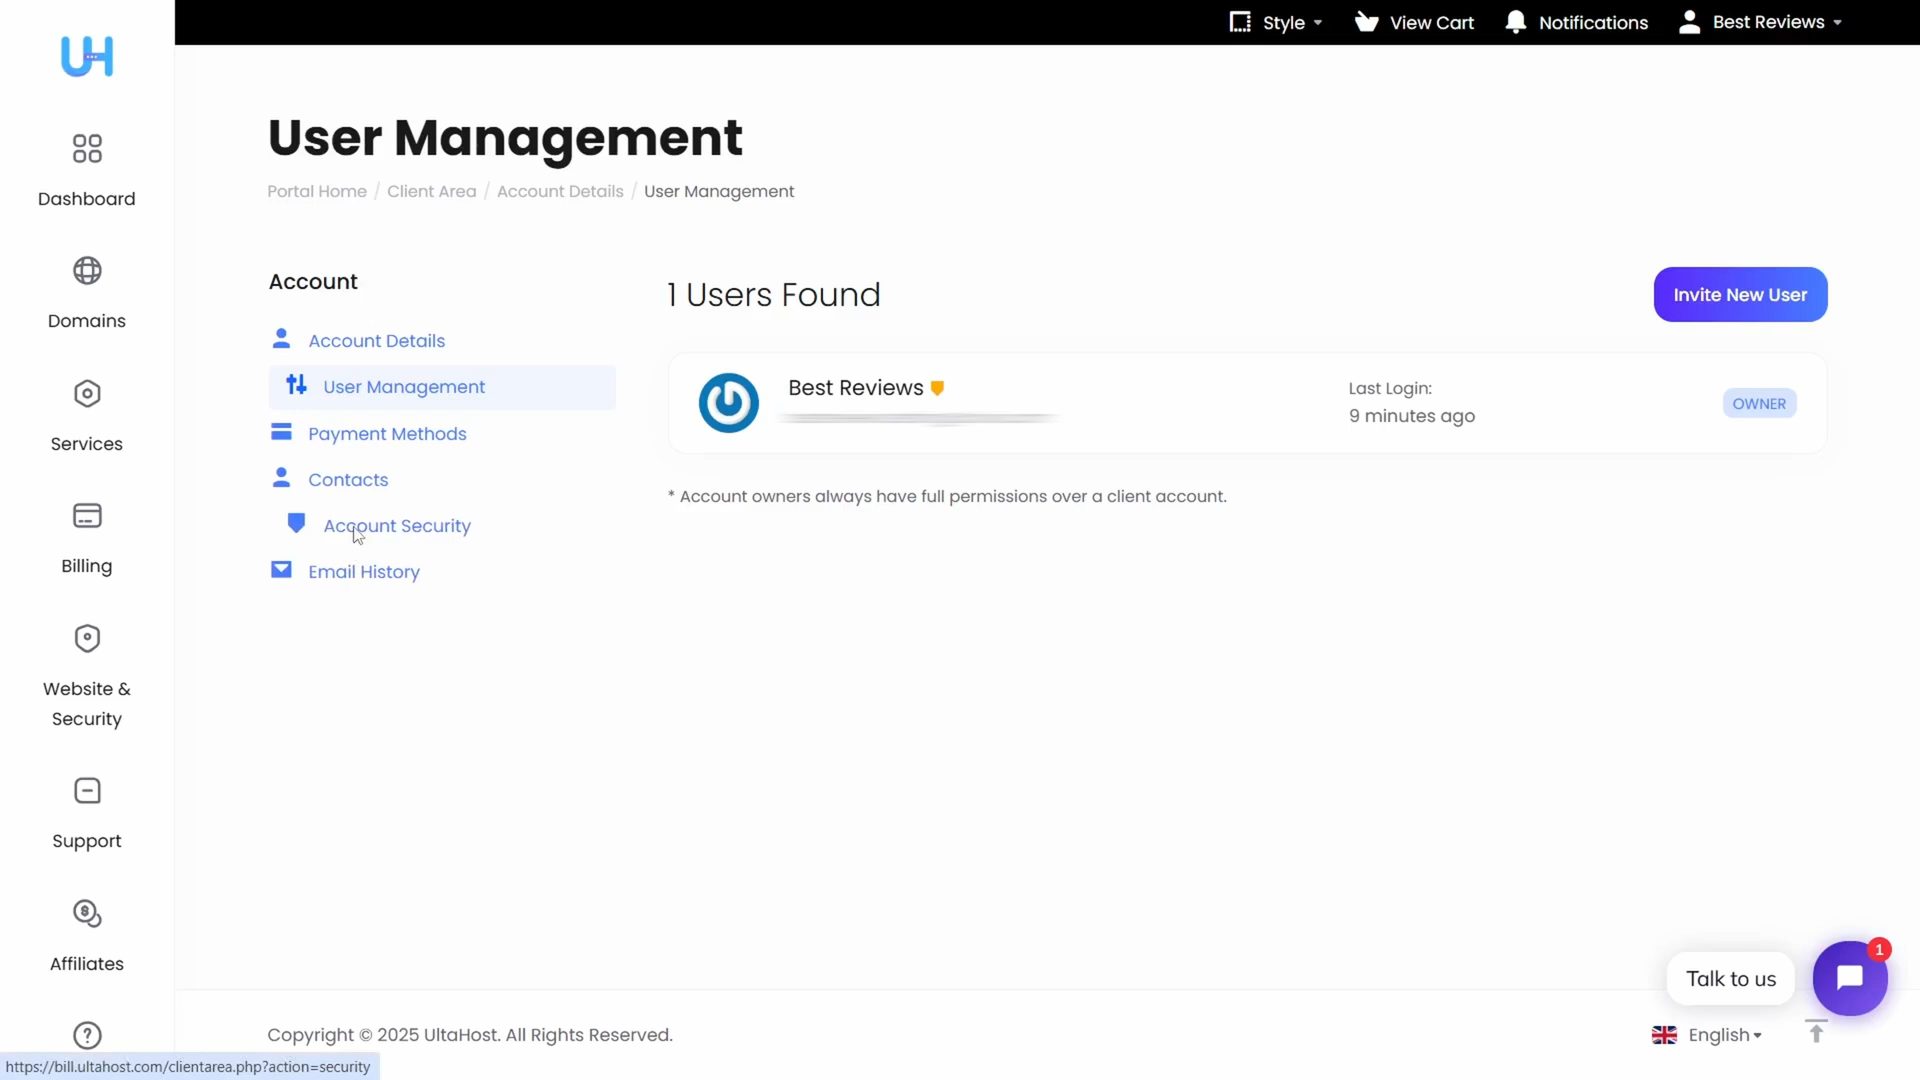 UH
Style
View Cart
Notifications
Best Reviews
Dashboard
Domains
Services
Billing
Website &
Security
Support
Affiliates
User Management
Portal Home / Client Area / Account Details / User Management
Account
Account Details
User Management
Payment Methods
Contacts
Account Security
Email History
1 Users Found
Invite New User
Best Reviews
Last Login:
9 minutes ago
OWNER
* Account owners always have full permissions over a client account.
1
Talk to us
Copyright © 2025 UltaHost. All Rights Reserved.
English
https://bill.ultahost.com/clientarea.php?action=security